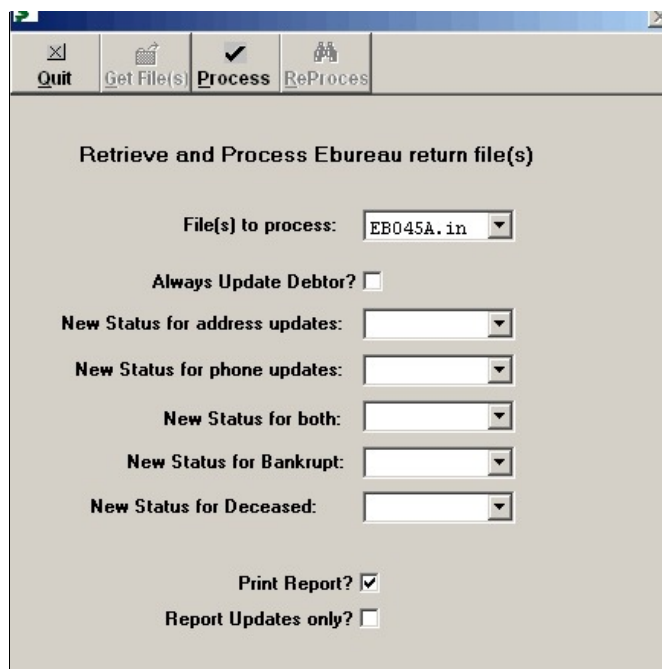 Quit Get File(s) Process ReProces
Retrieve and Process Ebureau return file(s)
File(s) to process: EB045A.in
Always Update Debtor?
New Status for address updates:
New Status for phone updates:
New Status for both:
New Status for Bankrupt:
New Status for Deceased:
Print Report?
Report Updates only?